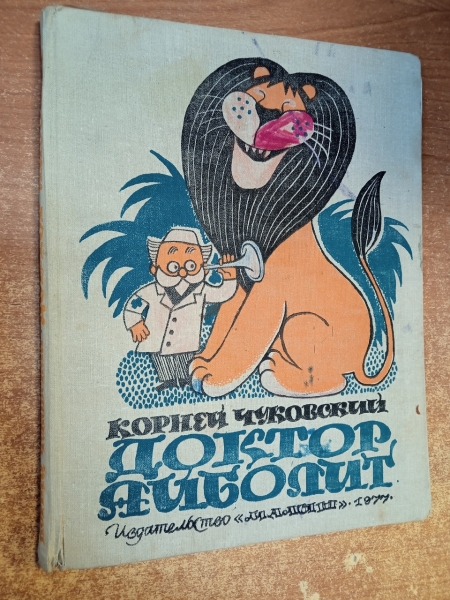 КОРНЕЙ ЧУКОВСКИЙ
ДОКТОР
АЙБОЛИТ
Издательство «МАЛЫШ». 1977.